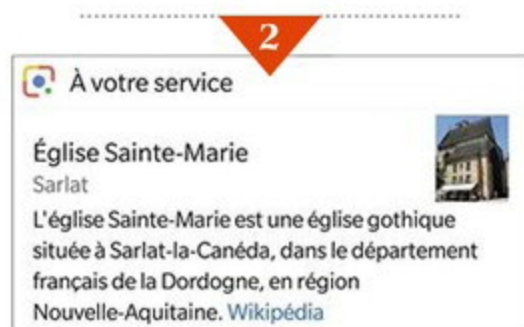 2
À votre service
Église Sainte-Marie
Sarlat
L'église Sainte-Marie est une église gothique
située à Sarlat-la-Canéda, dans le département
français de la Dordogne, en région
Nouvelle-Aquitaine. Wikipédia